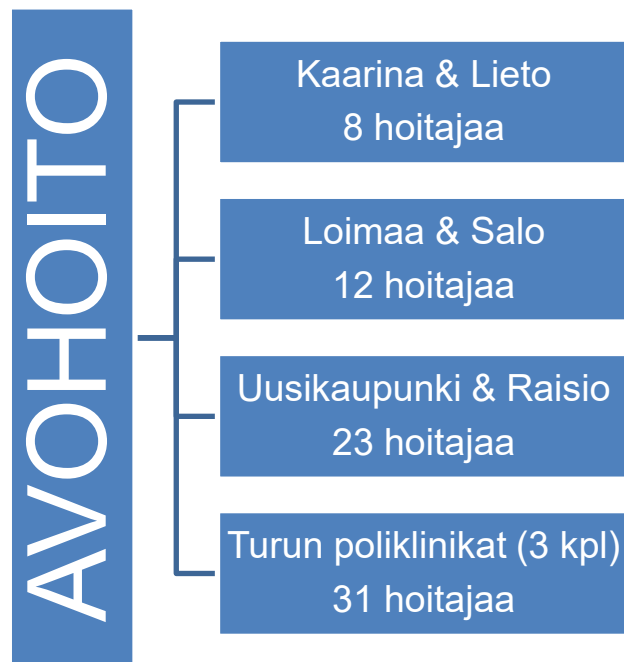 AVOHOITO
Kaarina & Lieto
8 hoitajaa
Loimaa & Salo
12 hoitajaa
Uusikaupunki & Raisio
23 hoitajaa
Turun poliklinikat (3 kpl)
31 hoitajaa